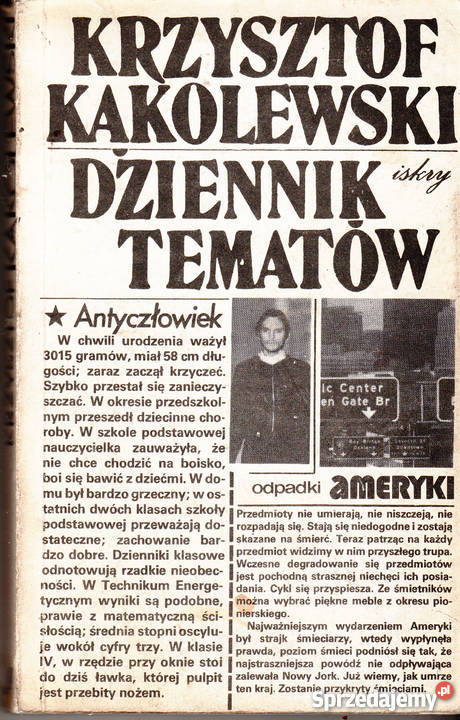 KRZYSZTOF
KĄKOLEWSKI
DZIENNIK
iskry
TEMATÓW
★ Antyczłowiek
W chwili urodzenia ważył
3015 gramów, miał 58 cm dłu-
gości; zaraz zaczął krzyczeć.
Szybko przestał się zanieczy-
szczać. W okresie przedszkol-
nym przeszedł dziecinne cho-
roby. W szkole podstawowej
nauczycielka zauważyła, że
nie chce chodzić na boisko,
boi się bawić z dziećmi. W do-
mu był bardzo grzeczny; w os-
tatnich dwóch klasach szkoły
podstawowej przeważają do-
stateczne; zachowanie bar-
dzo dobre. Dzienniki klasowe
odnotowują rzadkie nieobec-
ności. W Technikum Energe-
tycznym wyniki są podobne,
prawie z matematyczną ści-
słością; średnia stopni oscylu-
je wokół cyfry trzy. W klasie
IV, w rzędzie przy oknie stoi
do dziś ławka, której pulpit
jest przebity nożem.
ic Center
en Gate Br
Bay Bridge
Oakland
Downtown
odpadki AMERYKI
Przedmioty nie umierają, nie niszczeją, nie
rozpadają się. Stają się niedogodne i zostają
skazane na śmierć. Teraz patrząc na każdy
przedmiot widzimy w nim przyszłego trupa.
Wczesne degradowanie się przedmiotów
jest pochodną strasznej niechęci ich posia-
dania. Cykl się przyspiesza. Ze śmietników
można wybrać piękne meble z okresu pio-
nierskiego.
Najważniejszym wydarzeniem Ameryki
był strajk śmieciarzy, wtedy wypłynęła
prawda, poziom śmieci podniósł się tak, że
najstraszniejsza powódź nie odpływająca
zalewała Nowy Jork. Już wiemy, jak umrze
ten kraj. Zostanie przykryty śmieciami.
Sprzedajemy.pl